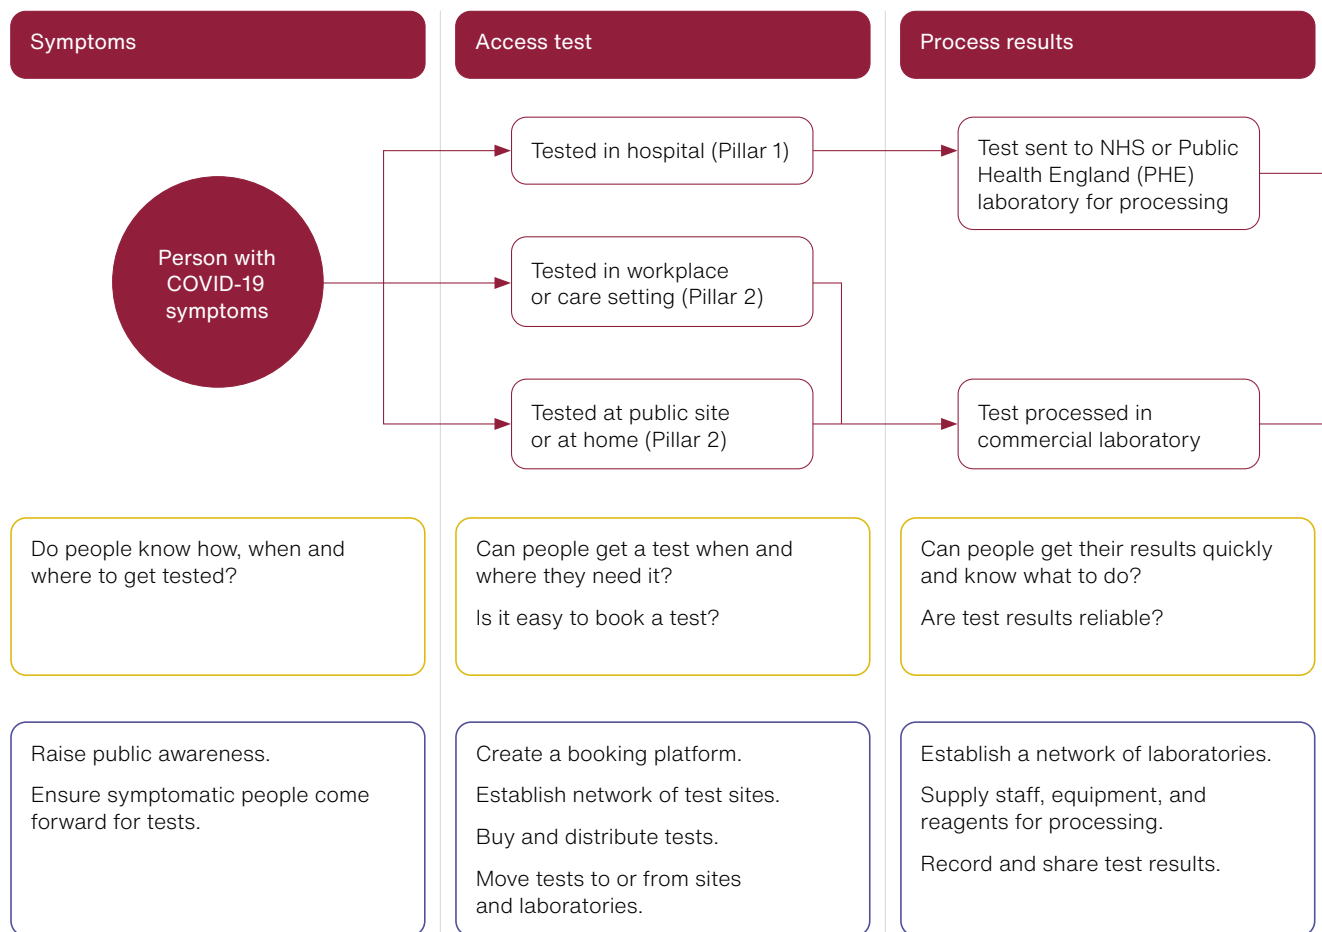 Symptoms
Access test
Process results
Person with
COVID-19
symptoms
Tested in hospital (Pillar 1)
Tested in workplace
or care setting (Pillar 2)
Tested at public site
or at home (Pillar 2)
Test sent to NHS or Public
Health England (PHE)
laboratory for processing
Test processed in
commercial laboratory
Do people know how, when and
where to get tested?
Can people get a test when and
where they need it?
Is it easy to book a test?
Can people get their results quickly
and know what to do?
Are test results reliable?
Raise public awareness.
Ensure symptomatic people come
forward for tests.
Create a booking platform.
Establish network of test sites.
Buy and distribute tests.
Move tests to or from sites
and laboratories.
Establish a network of laboratories.
Supply staff, equipment, and
reagents for processing.
Record and share test results.